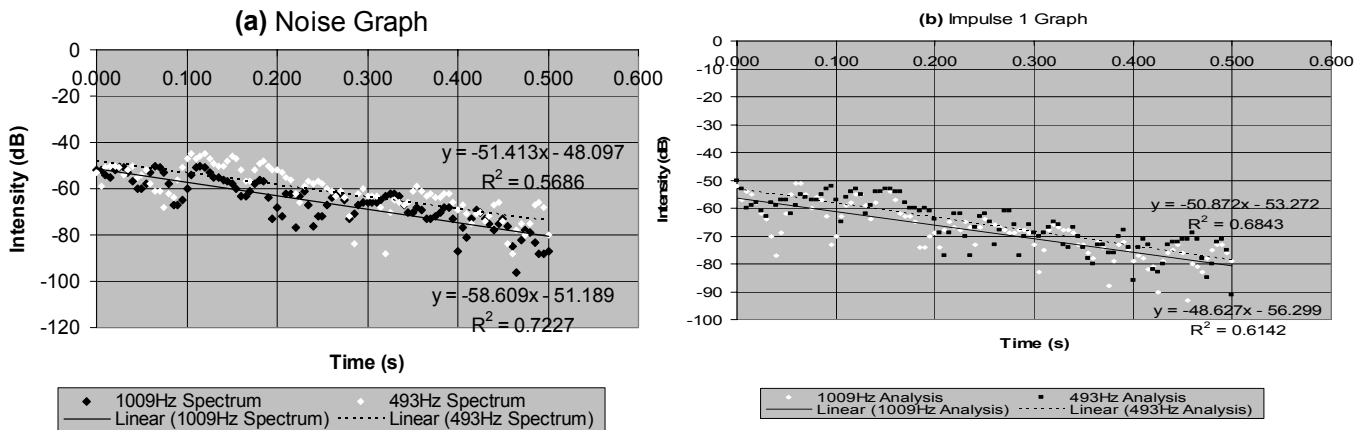 (a) Noise Graph
0
0.000 0.100 0.200 0.300 0.400 0.500 0.600
-20
-40
-60
-80
-100
-120
Intensity (dB)
y = -51.413x - 48.097
R² = 0.5686
y = -58.609x - 51.189
R² = 0.7227
Time (s)
1009Hz Spectrum 493Hz Spectrum
Linear (1009Hz Spectrum) Linear (493Hz Spectrum)
(b) Impulse 1 Graph
0
0.000 0.100 0.200 0.300 0.400 0.500 0.600
-10
-20
-30
-40
-50
-60
-70
-80
-90
-100
Intensity (dB)
y = -50.872x - 53.272
R² = 0.6843
y = -48.627x - 56.299
R² = 0.6142
Time (s)
1009Hz Analysis 493Hz Analysis
Linear (1009Hz Analysis) Linear (493Hz Analysis)